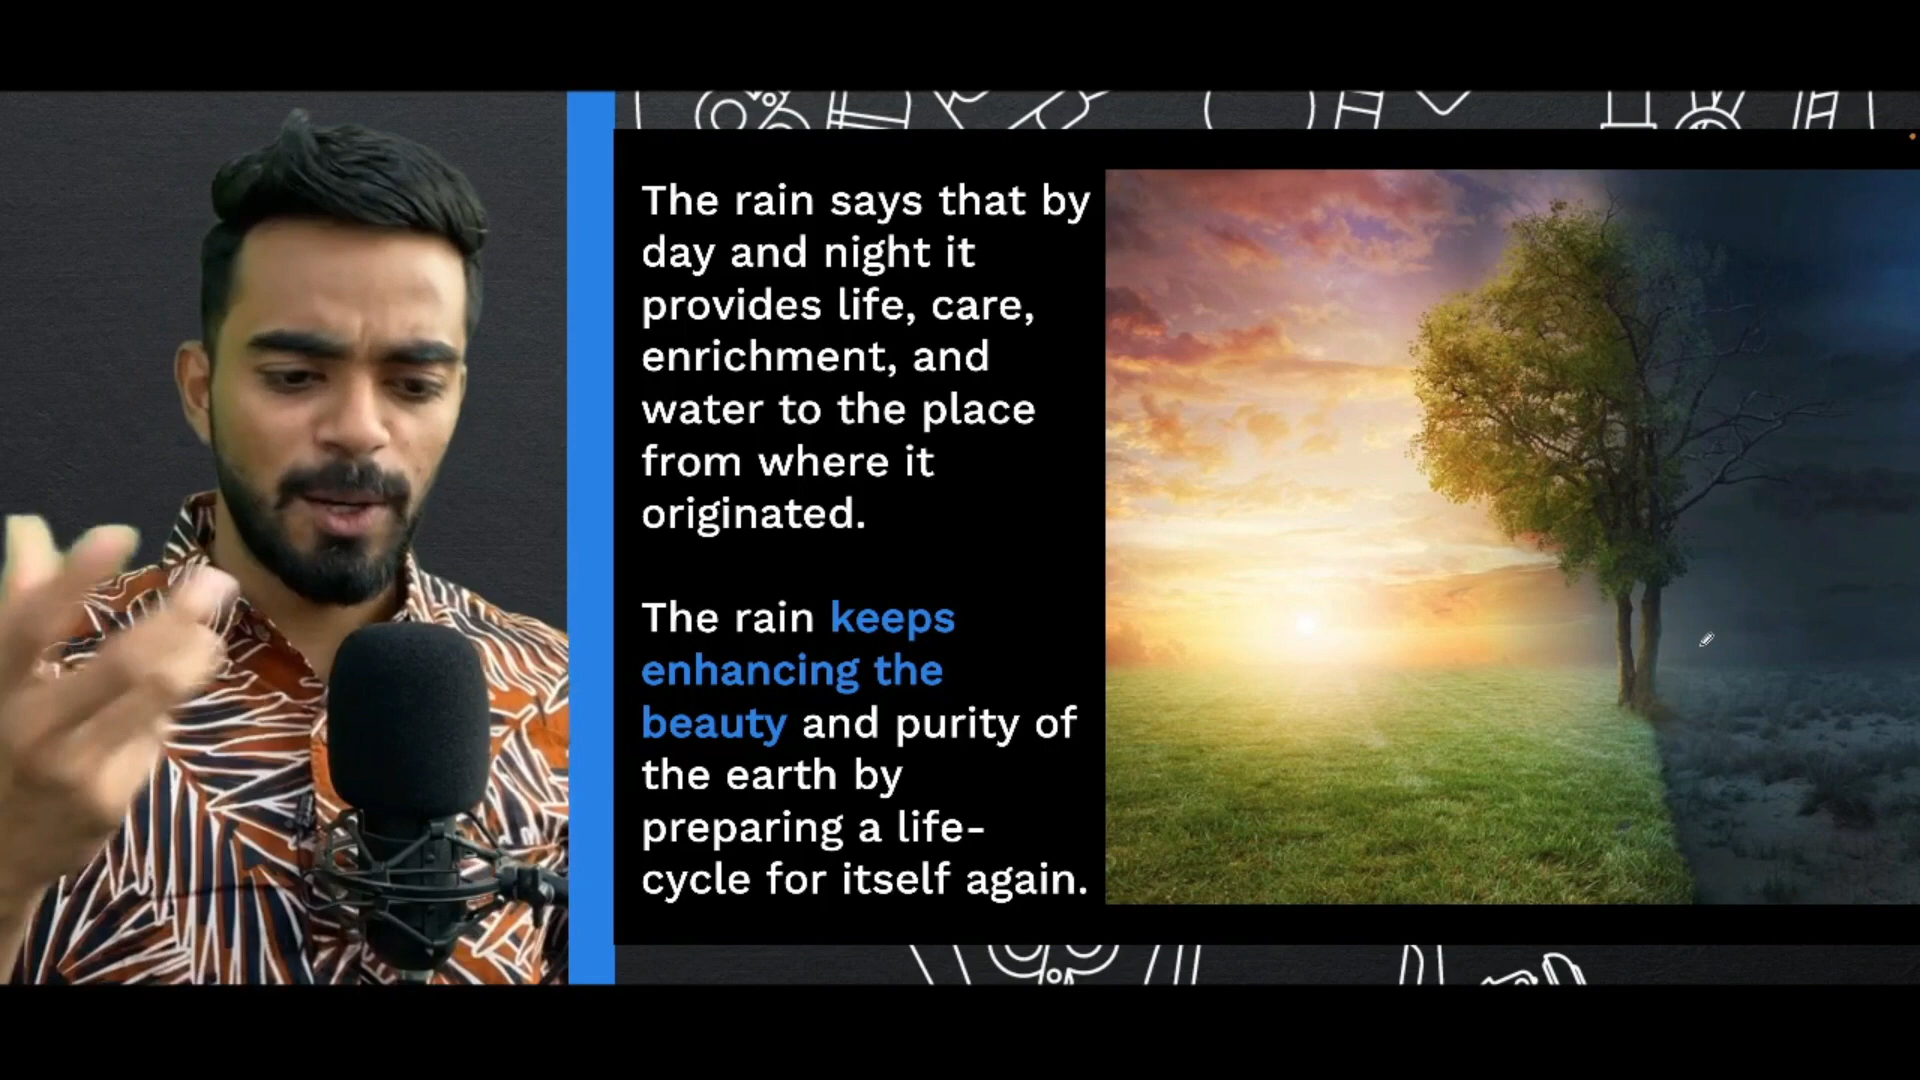 The rain says that by
day and night it
provides life, care,
enrichment, and
water to the place
from where it
originated.
The rain keeps
enhancing the
beauty and purity of
the earth by
preparing a life-
cycle for itself again.